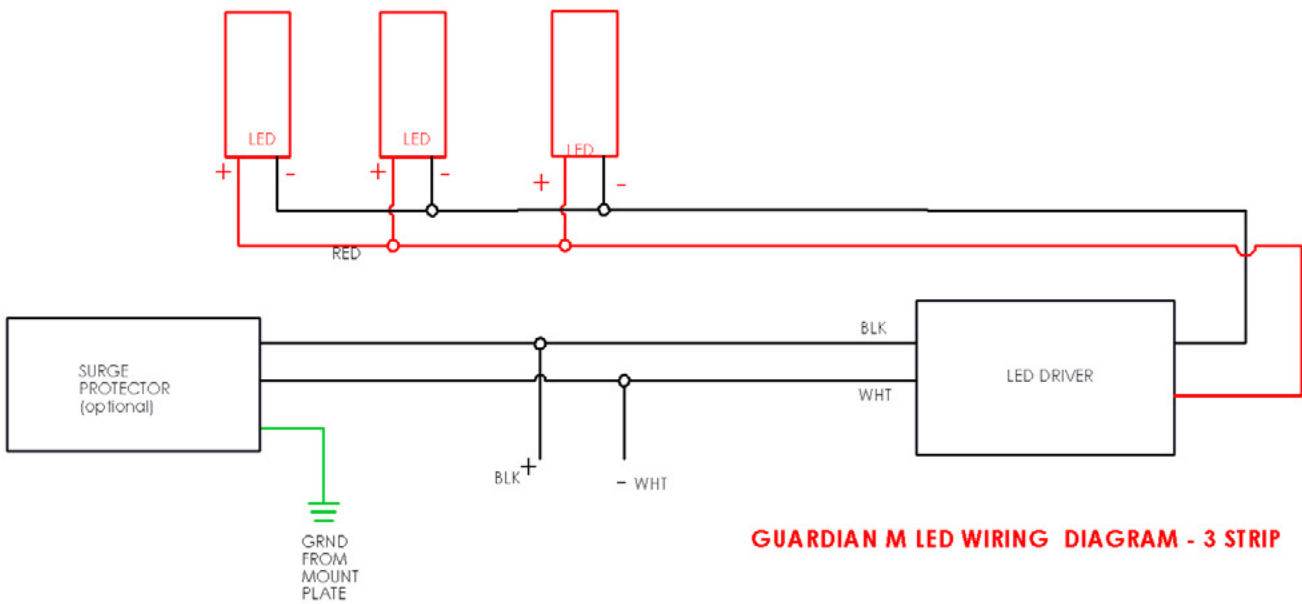 LED
LED
LED
+
-
+
-
+
-
RED
BLK
WHT
SURGE
PROTECTOR
(optional)
LED DRIVER
BLK +
- WHT
GRND
FROM
MOUNT
PLATE
GUARDIAN M LED WIRING DIAGRAM - 3 STRIP